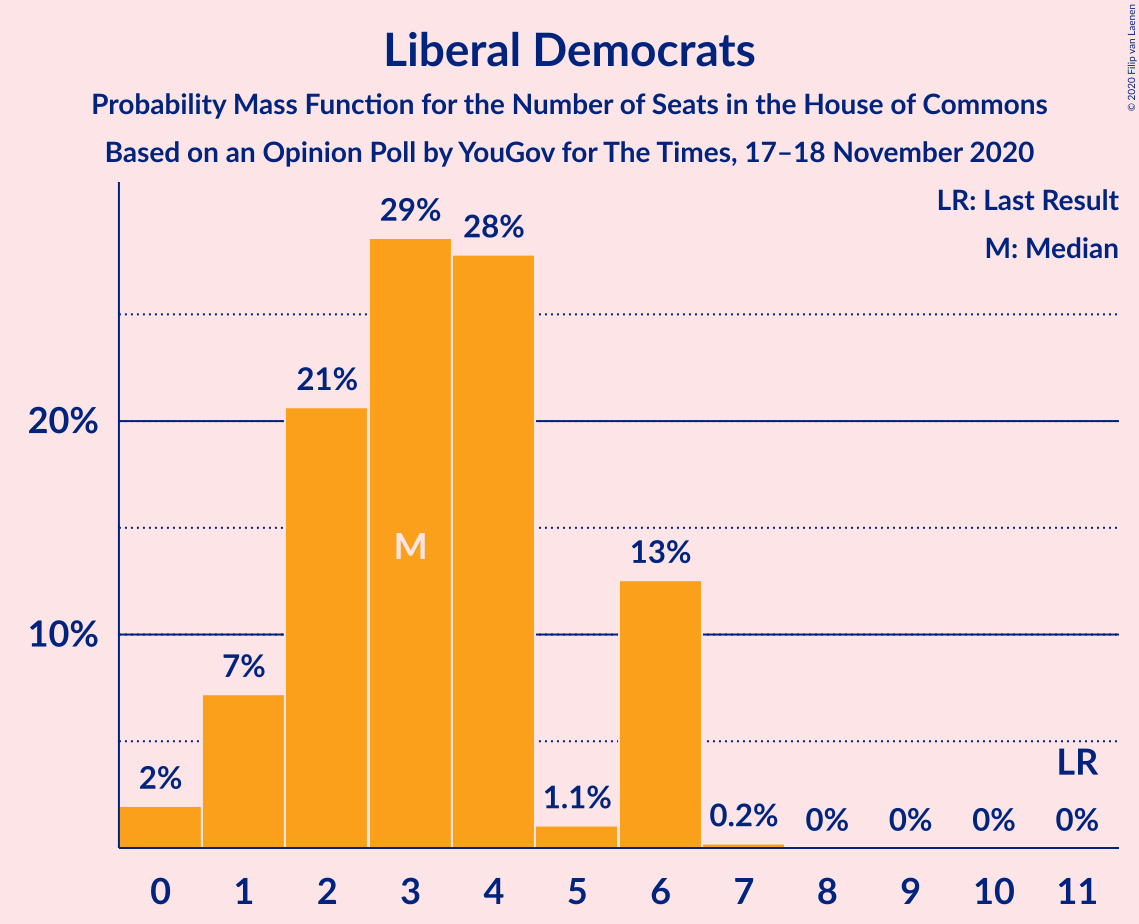 Liberal Democrats
Probability Mass Function for the Number of Seats in the House of Commons
Based on an Opinion Poll by YouGov for The Times, 17–18 November 2020
© 2020 Filip van Laenen
LR: Last Result
M: Median
29%
28%
21%
20%
M
13%
10%
7%
2%
1.1%
0.2%
0%
0%
0%
LR
0%
0 1 2 3 4 5 6 7 8 9 10 11